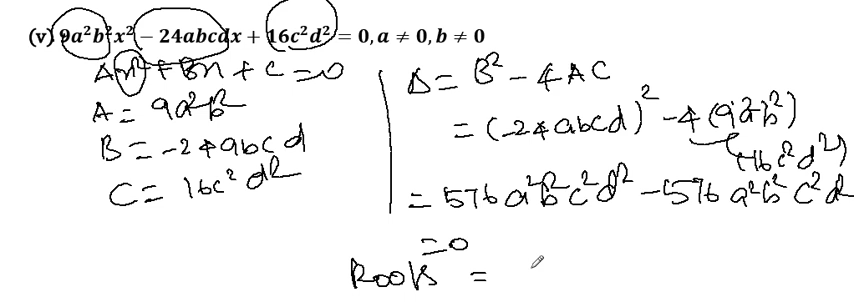 (v) 9a²b²x² − 24abcdx + 16c²d² = 0, a ≠ 0, b ≠ 0
Ax² + Bx + C = 0
A = 9a²b²
B = -24abcd
C = 16c²d²
Δ = B² - 4AC
= (-24abcd)² - 4(9a²b²)
(16c²d²)
= 576a²b²c²d² - 576a²b²c²d²
= 0
Roots =